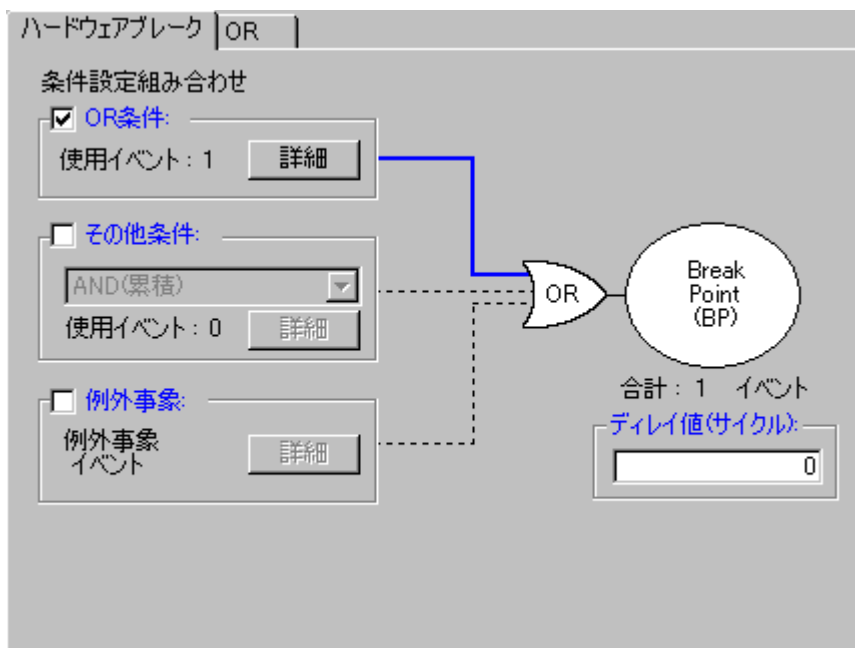 ハードウェアブレーク
OR
条件設定組み合わせ
OR条件:
使用イベント : 1
詳細
その他条件:
AND(累積)
使用イベント : 0
詳細
例外事象:
例外事象
イベント
詳細
OR
Break
Point
(BP)
合計 : 1 イベント
ディレイ値(サイクル):
0